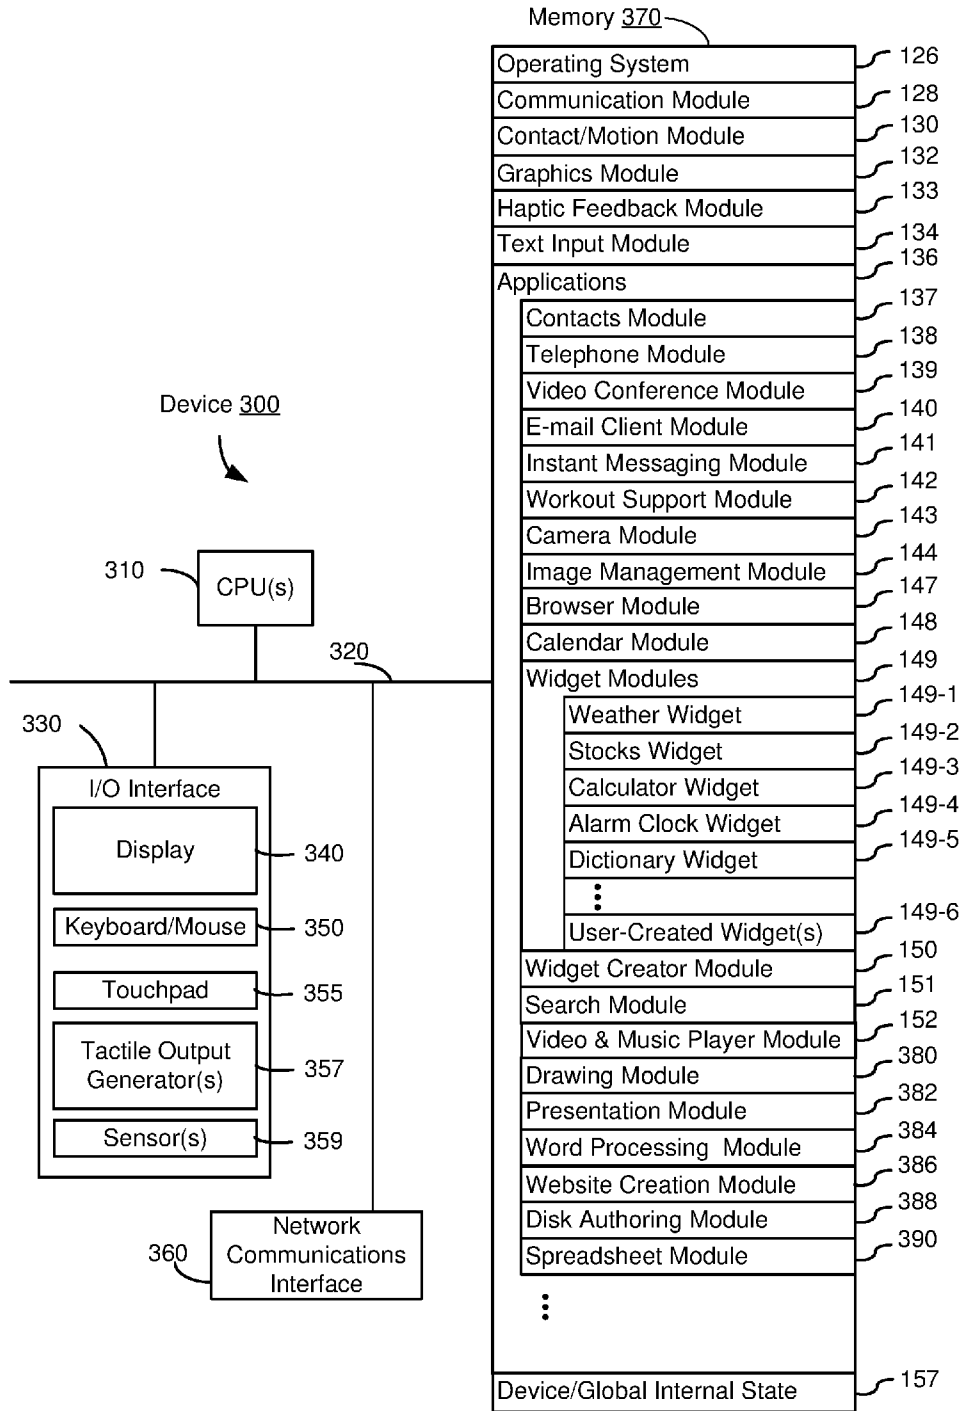 Memory 370
Operating System 126
Communication Module 128
Contact/Motion Module 130
Graphics Module 132
Haptic Feedback Module 133
Text Input Module 134
Applications 136
Contacts Module 137
Telephone Module 138
Video Conference Module 139
E-mail Client Module 140
Instant Messaging Module 141
Workout Support Module 142
Camera Module 143
Image Management Module 144
Browser Module 147
Calendar Module 148
Widget Modules 149
Weather Widget 149-1
Stocks Widget 149-2
Calculator Widget 149-3
Alarm Clock Widget 149-4
Dictionary Widget 149-5
User-Created Widget(s) 149-6
Widget Creator Module 150
Search Module 151
Video & Music Player Module 152
Drawing Module 380
Presentation Module 382
Word Processing Module 384
Website Creation Module 386
Disk Authoring Module 388
Spreadsheet Module 390
Device/Global Internal State 157
Device 300
310
CPU(s)
320
330
I/O Interface
Display 340
Keyboard/Mouse 350
Touchpad 355
Tactile Output
Generator(s) 357
Sensor(s) 359
360
Network
Communications
Interface